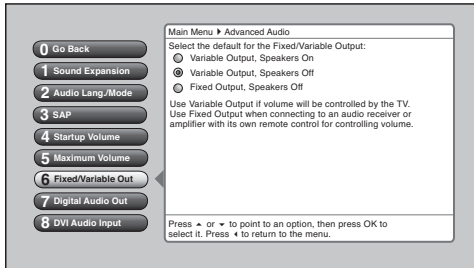 0 Go Back
1 Sound Expansion
2 Audio Lang./Mode
3 SAP
4 Startup Volume
5 Maximum Volume
6 Fixed/Variable Out
7 Digital Audio Out
8 DVI Audio Input
Main Menu ▸ Advanced Audio
Select the default for the Fixed/Variable Output:
Variable Output, Speakers On
Variable Output, Speakers Off
Fixed Output, Speakers Off
Use Variable Output if volume will be controlled by the TV.
Use Fixed Output when connecting to an audio receiver or
amplifier with its own remote control for controlling volume.
Press ▴ or ▾ to point to an option, then press OK to
select it. Press ◂ to return to the menu.